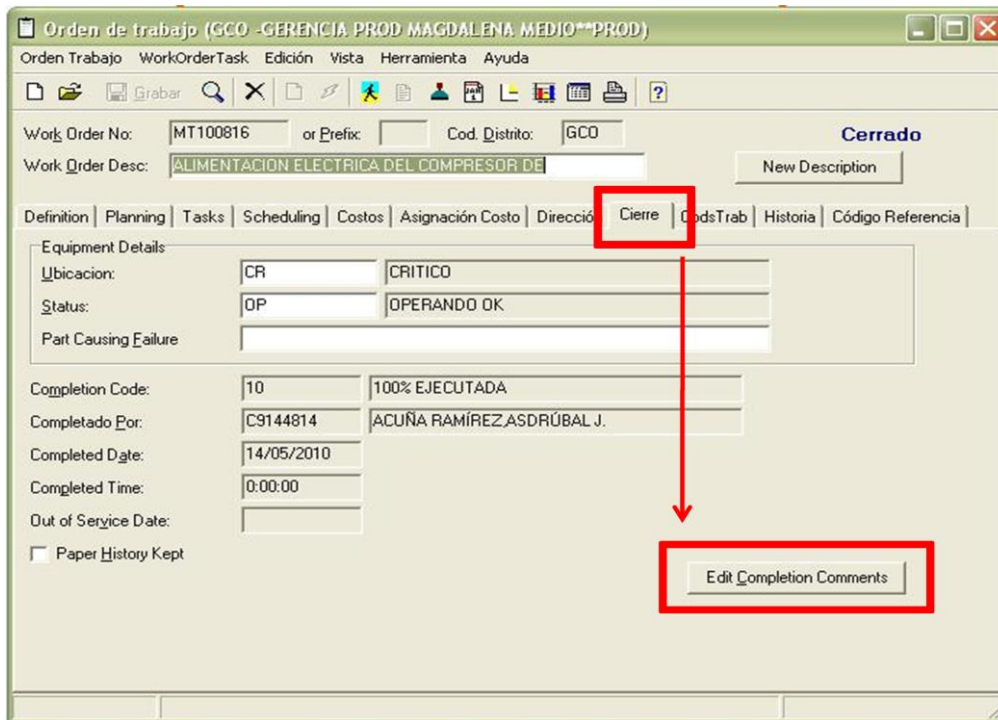 Orden de trabajo (GCO -GERENCIA PROD MAGDALENA MEDIO**PROD)
Orden Trabajo WorkOrderTask Edición Vista Herramienta Ayuda
Grabar
Work Order No: MT100816 or Prefix: Cod. Distrito: GCO Cerrado
Work Order Desc: ALIMENTACION ELECTRICA DEL COMPRESOR DE New Description
Definition Planning Tasks Scheduling Costos Asignación Costo Direcció Cierre odsTrab Historia Código Referencia
Equipment Details
Ubicacion: CR CRITICO
Status: OP OPERANDO OK
Part Causing Failure
Completion Code: 10 100% EJECUTADA
Completado Por: C9144814 ACUÑA RAMÍREZ,ASDRÚBAL J.
Completed Date: 14/05/2010
Completed Time: 0:00:00
Out of Service Date:
Paper History Kept
Edit Completion Comments